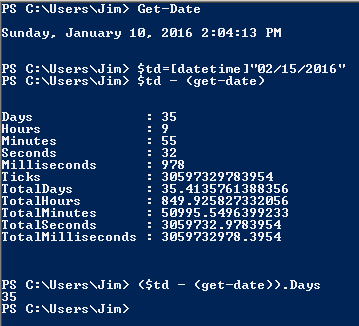 PS C:\Users\Jim> Get-Date
Sunday, January 10, 2016 2:04:13 PM
PS C:\Users\Jim> $td=[datetime]"02/15/2016"
PS C:\Users\Jim> $td - (get-date)
Days              : 35
Hours             : 9
Minutes           : 55
Seconds           : 32
Milliseconds      : 978
Ticks             : 30597329783954
TotalDays         : 35.4135761388356
TotalHours        : 849.925827332056
TotalMinutes      : 50995.5496399233
TotalSeconds      : 3059732.9783954
TotalMilliseconds : 3059732978.3954
PS C:\Users\Jim> ($td - (get-date)).Days
35
PS C:\Users\Jim>